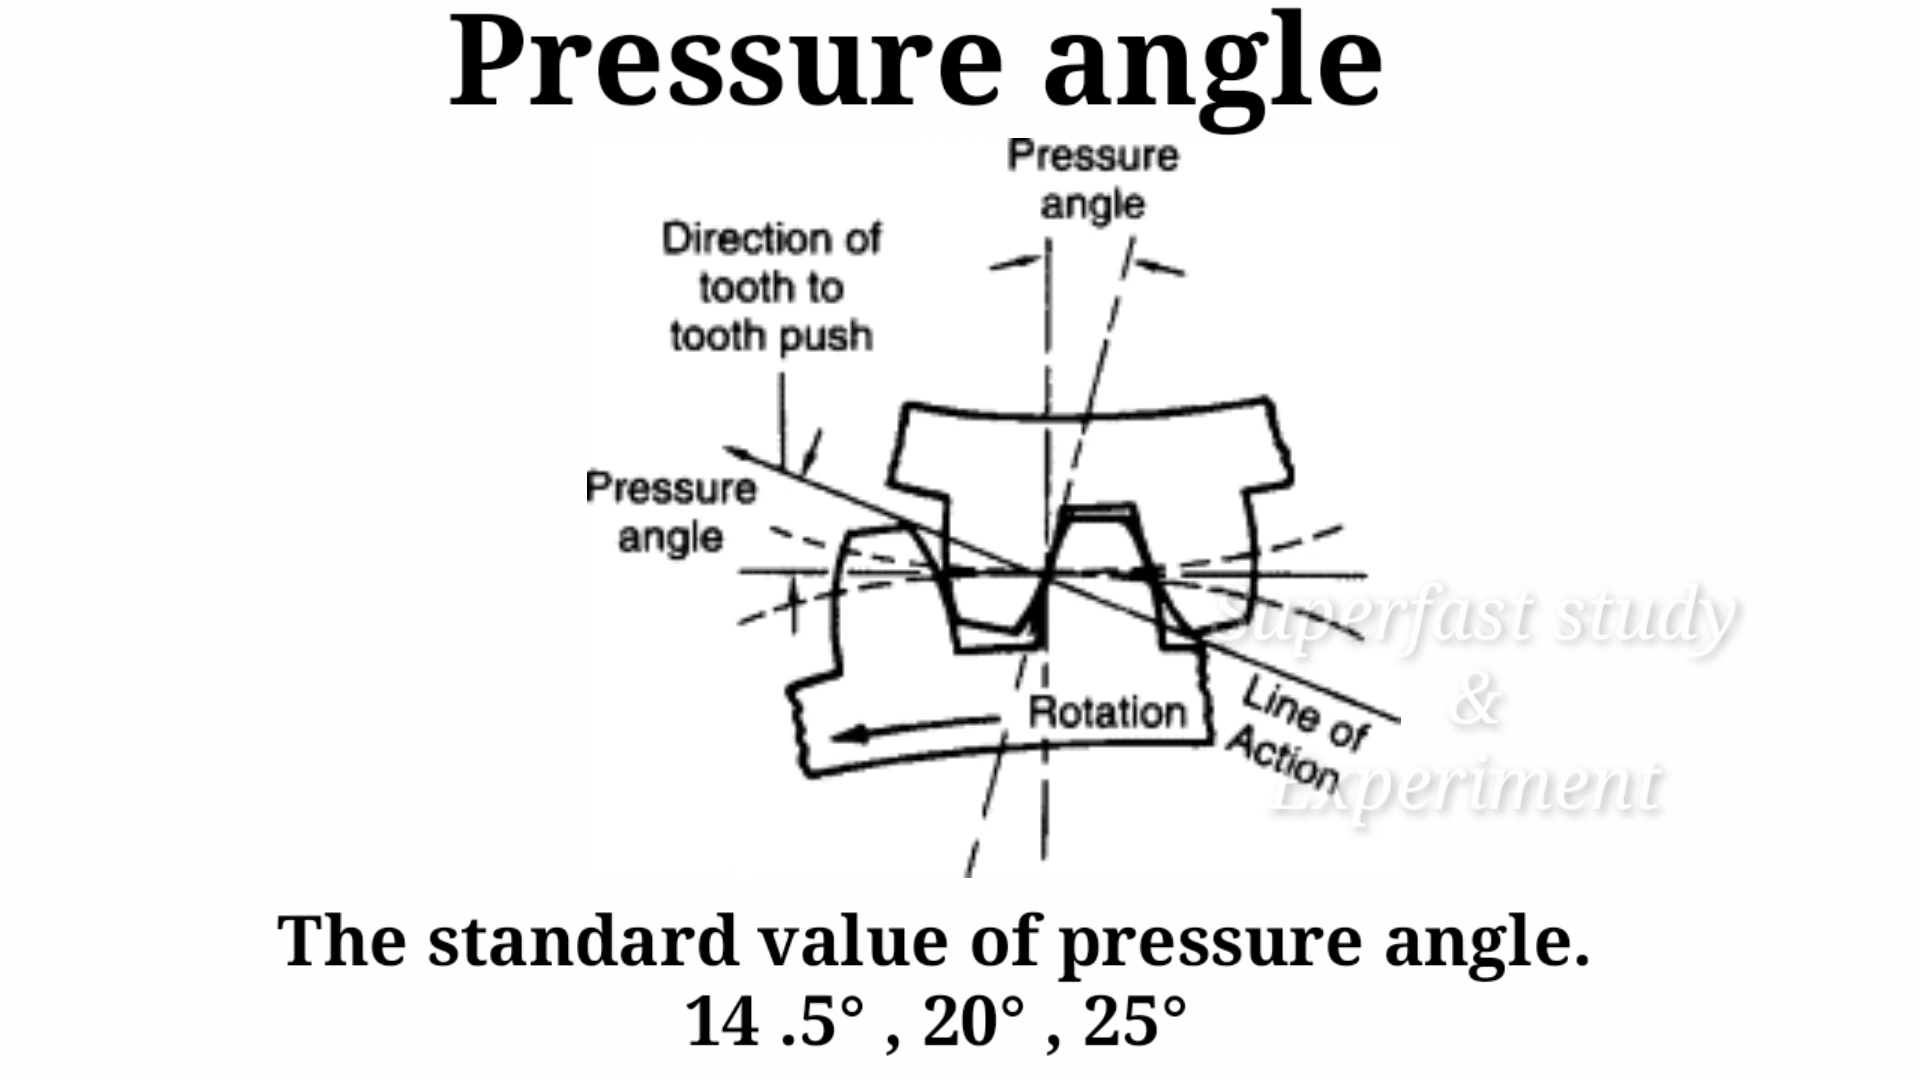 Pressure angle
Pressure
angle
Direction of
tooth to
tooth push
Pressure
angle
Rotation
Line of
Action
Superfast study
&
Experiment
The standard value of pressure angle.
14 .5° , 20° , 25°